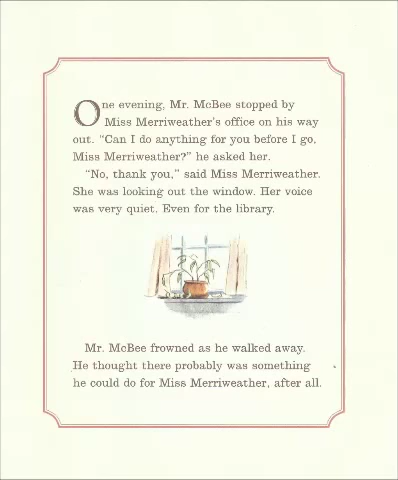 One evening, Mr. McBee stopped by
Miss Merriweather's office on his way
out. "Can I do anything for you before I go,
Miss Merriweather?" he asked her.
"No, thank you," said Miss Merriweather.
She was looking out the window. Her voice
was very quiet. Even for the library.
Mr. McBee frowned as he walked away.
He thought there probably was something
he could do for Miss Merriweather, after all.